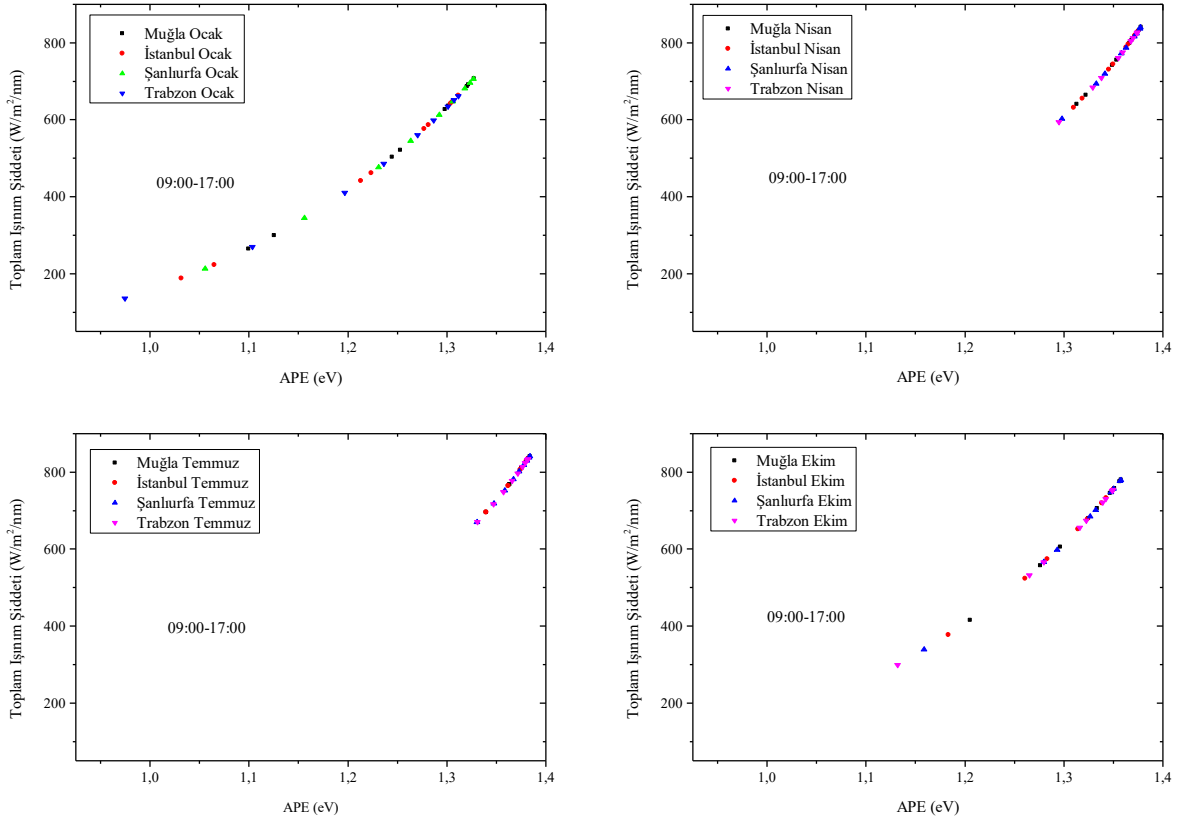 Toplam Işınım Şiddeti (W/m²/nm)
800
600
400
200
Muğla Ocak
İstanbul Ocak
Şanlıurfa Ocak
Trabzon Ocak
09:00-17:00
1,0 1,1 1,2 1,3 1,4
APE (eV)
Toplam Işınım Şiddeti (W/m²/nm)
800
600
400
200
Muğla Nisan
İstanbul Nisan
Şanlıurfa Nisan
Trabzon Nisan
09:00-17:00
1,0 1,1 1,2 1,3 1,4
APE (eV)
Toplam Işınım Şiddeti (W/m²/nm)
800
600
400
200
Muğla Temmuz
İstanbul Temmuz
Şanlıurfa Temmuz
Trabzon Temmuz
09:00-17:00
1,0 1,1 1,2 1,3 1,4
APE (eV)
Toplam Işınım Şiddeti (W/m²/nm)
800
600
400
200
Muğla Ekim
İstanbul Ekim
Şanlıurfa Ekim
Trabzon Ekim
09:00-17:00
1,0 1,1 1,2 1,3 1,4
APE (eV)